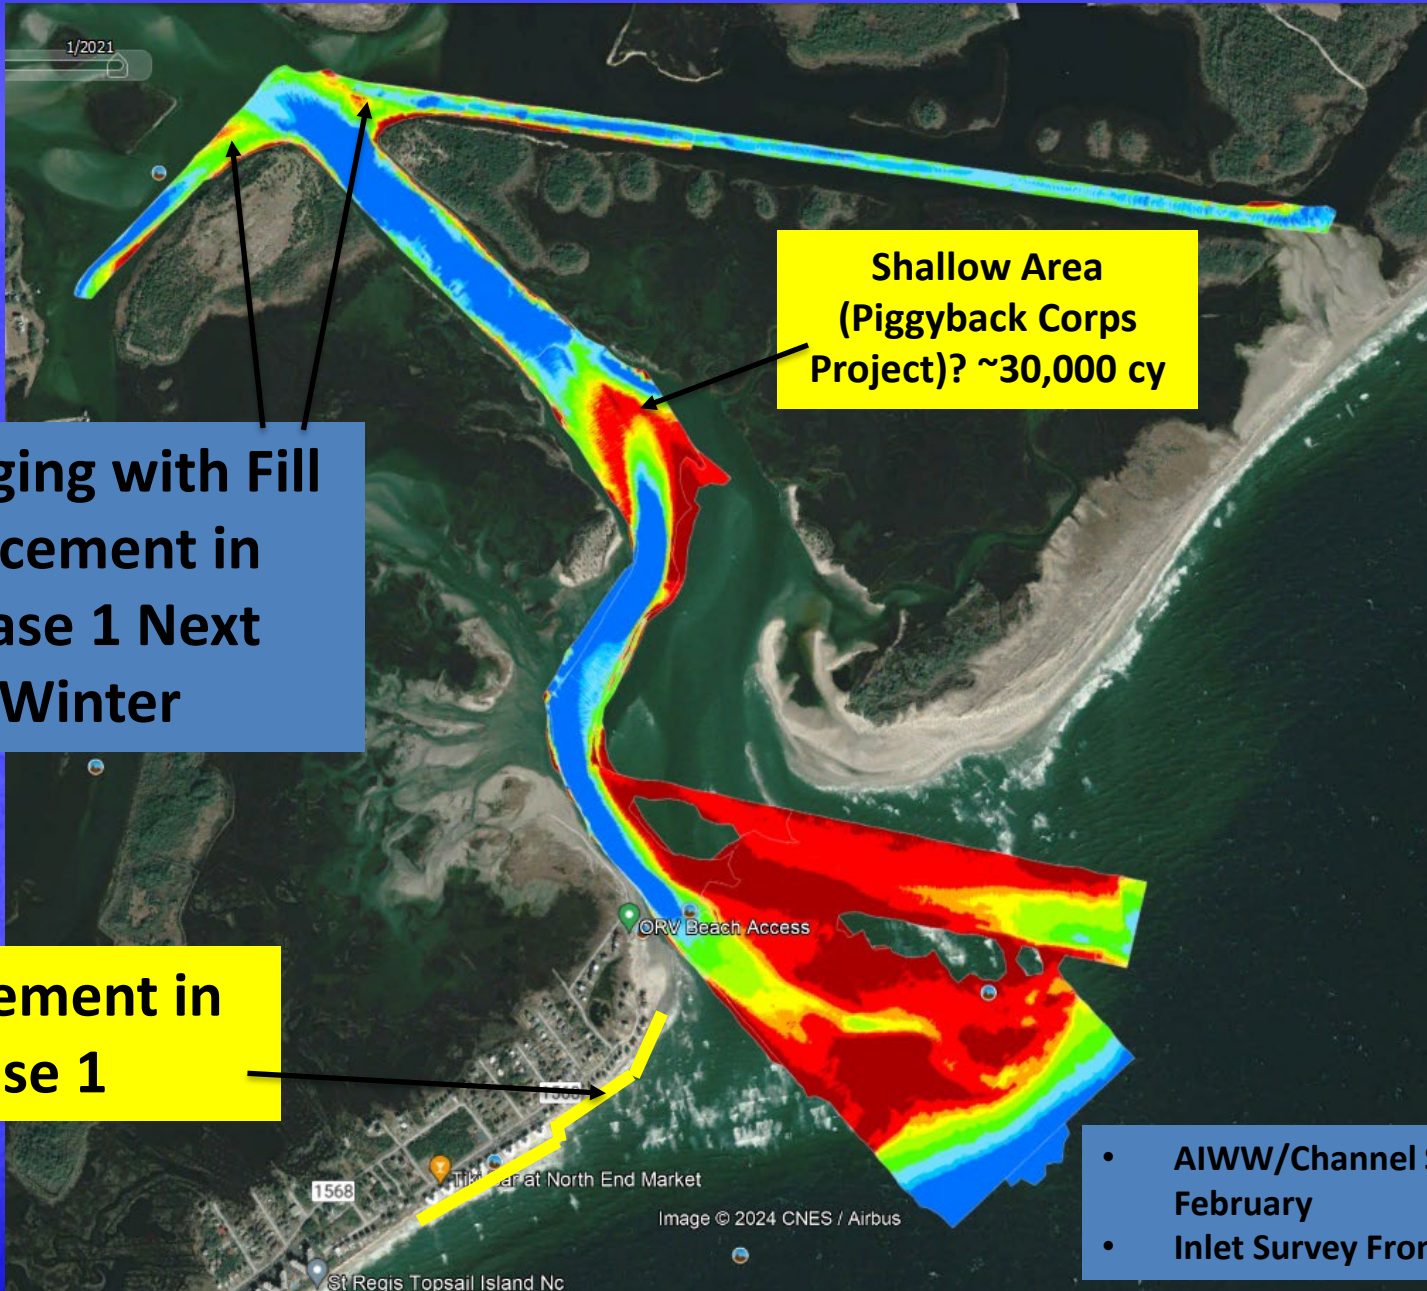 1/2021
Shallow Area
(Piggyback Corps
Project)? ~30,000 cy
ging with Fill
cement in
ase 1 Next
Winter
ORV Beach Access
ement in
se 1
at North End Market
1568
Image © 2024 CNES / Airbus
St Regis Topsail Island Nc
• AIWW/Channel
February
• Inlet Survey From